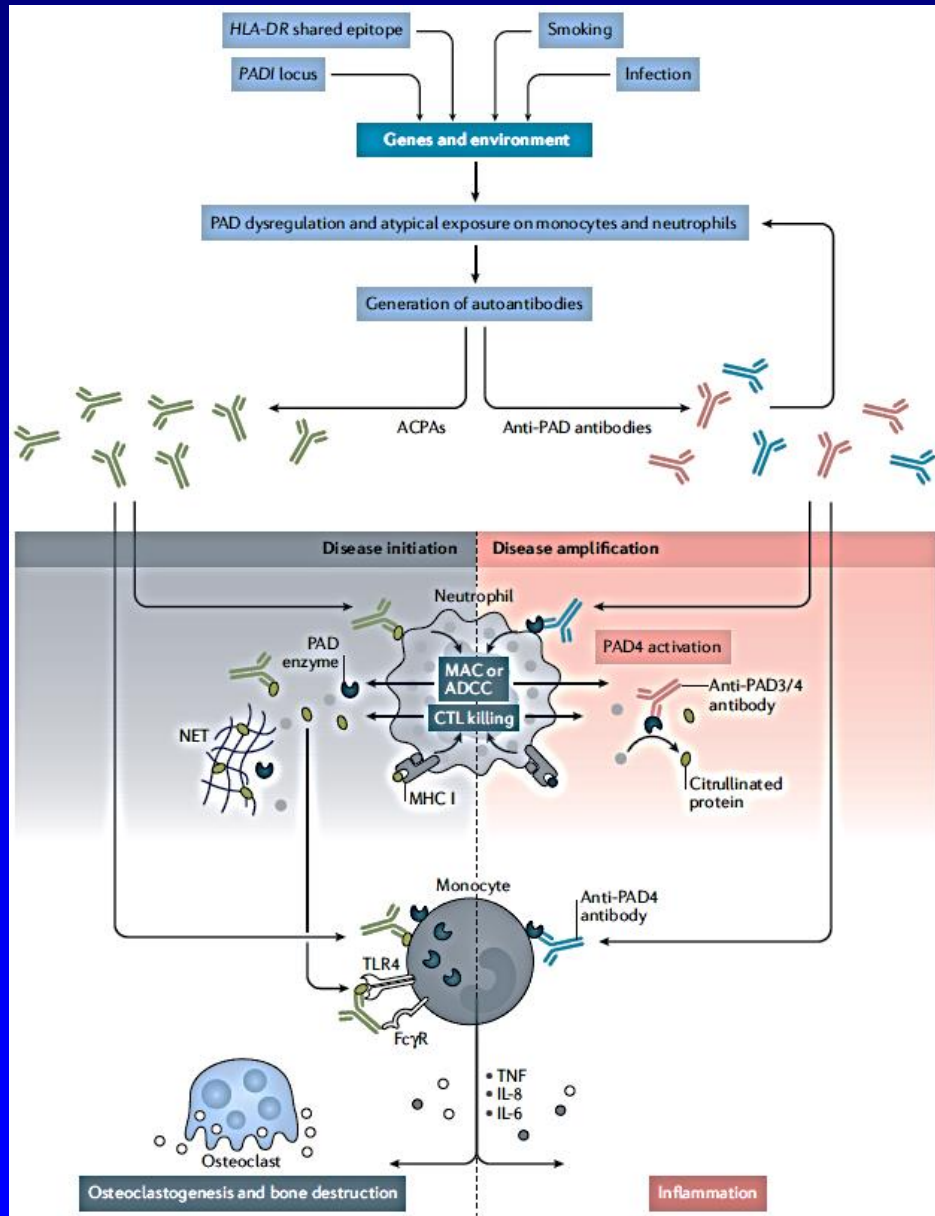 HLA-DR shared epitope
Smoking
PADI locus
Infection
Genes and environment
PAD dysregulation and atypical exposure on monocytes and neutrophils
Generation of autoantibodies
ACPAs
Anti-PAD antibodies
Disease initiation
Disease amplification
Neutrophil
PAD
enzyme
PAD4 activation
MAC or
ADCC
Anti-PAD3/4
antibody
CTL killing
NET
MHC I
Citrullinated
protein
Monocyte
Anti-PAD4
antibody
TLR4
FcγR
• TNF
• IL-8
• IL-6
Osteoclast
Osteoclastogenesis and bone destruction
Inflammation